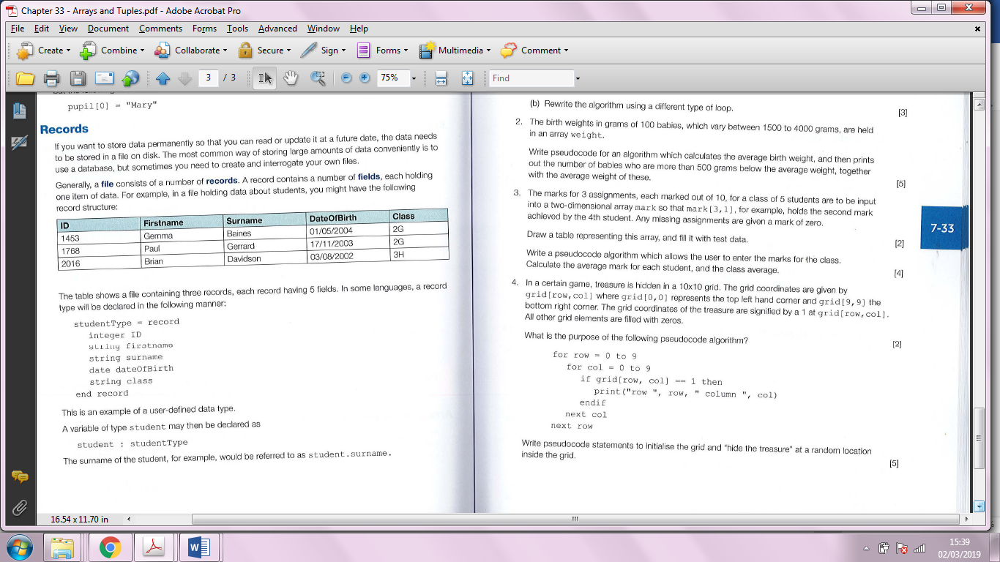 Chapter 33 - Arrays and Tuples.pdf - Adobe Acrobat Pro
File Edit View Document Comments Forms Tools Advanced Window Help
Create Combine Collaborate Secure Sign Forms Multimedia Comment
3 / 3 75% Find
pupil[0] = "Mary"
Records
If you want to store data permanently so that you can read or update it at a future date, the data needs
to be stored in a file on disk. The most common way of storing large amounts of data conveniently is to
use a database, but sometimes you need to create and interrogate your own files.
Generally, a file consists of a number of records. A record contains a number of fields, each holding
one item of data. For example, in a file holding data about students, you might have the following
record structure:
ID Firstname Surname DateOfBirth Class
1453 Gemma Baines 01/05/2004 2G
1768 Paul Gerrard 17/11/2003 2G
2016 Brian Davidson 03/08/2002 3H
The table shows a file containing three records, each record having 5 fields. In some languages, a record
type will be declared in the following manner:
studentType = record
integer ID
string firstname
string surname
date dateOfBirth
string class
end record
This is an example of a user-defined data type.
A variable of type student may then be declared as
student : studentType
The surname of the student, for example, would be referred to as student.surname.
(b) Rewrite the algorithm using a different type of loop.
[3]
2. The birth weights in grams of 100 babies, which vary between 1500 to 4000 grams, are held
in an array weight.
Write pseudocode for an algorithm which calculates the average birth weight, and then prints
out the number of babies who are more than 500 grams below the average weight, together
with the average weight of these.
[5]
3. The marks for 3 assignments, each marked out of 10, for a class of 5 students are to be input
into a two-dimensional array mark so that mark[3,1], for example, holds the second mark
achieved by the 4th student. Any missing assignments are given a mark of zero.
Draw a table representing this array, and fill it with test data.
[2]
Write a pseudocode algorithm which allows the user to enter the marks for the class.
Calculate the average mark for each student, and the class average.
[4]
4. In a certain game, treasure is hidden in a 10x10 grid. The grid coordinates are given by
grid[row,col] where grid[0,0] represents the top left hand corner and grid[9,9] the
bottom right corner. The grid coordinates of the treasure are signified by a 1 at grid[row,col].
All other grid elements are filled with zeros.
What is the purpose of the following pseudocode algorithm?
[2]
for row = 0 to 9
for col = 0 to 9
if grid[row, col] == 1 then
print("row ", row, " column ", col)
endif
next col
next row
Write pseudocode statements to initialise the grid and "hide the treasure" at a random location
inside the grid.
[5]
7-33
16.54 x 11.70 in
15:39
02/03/2019